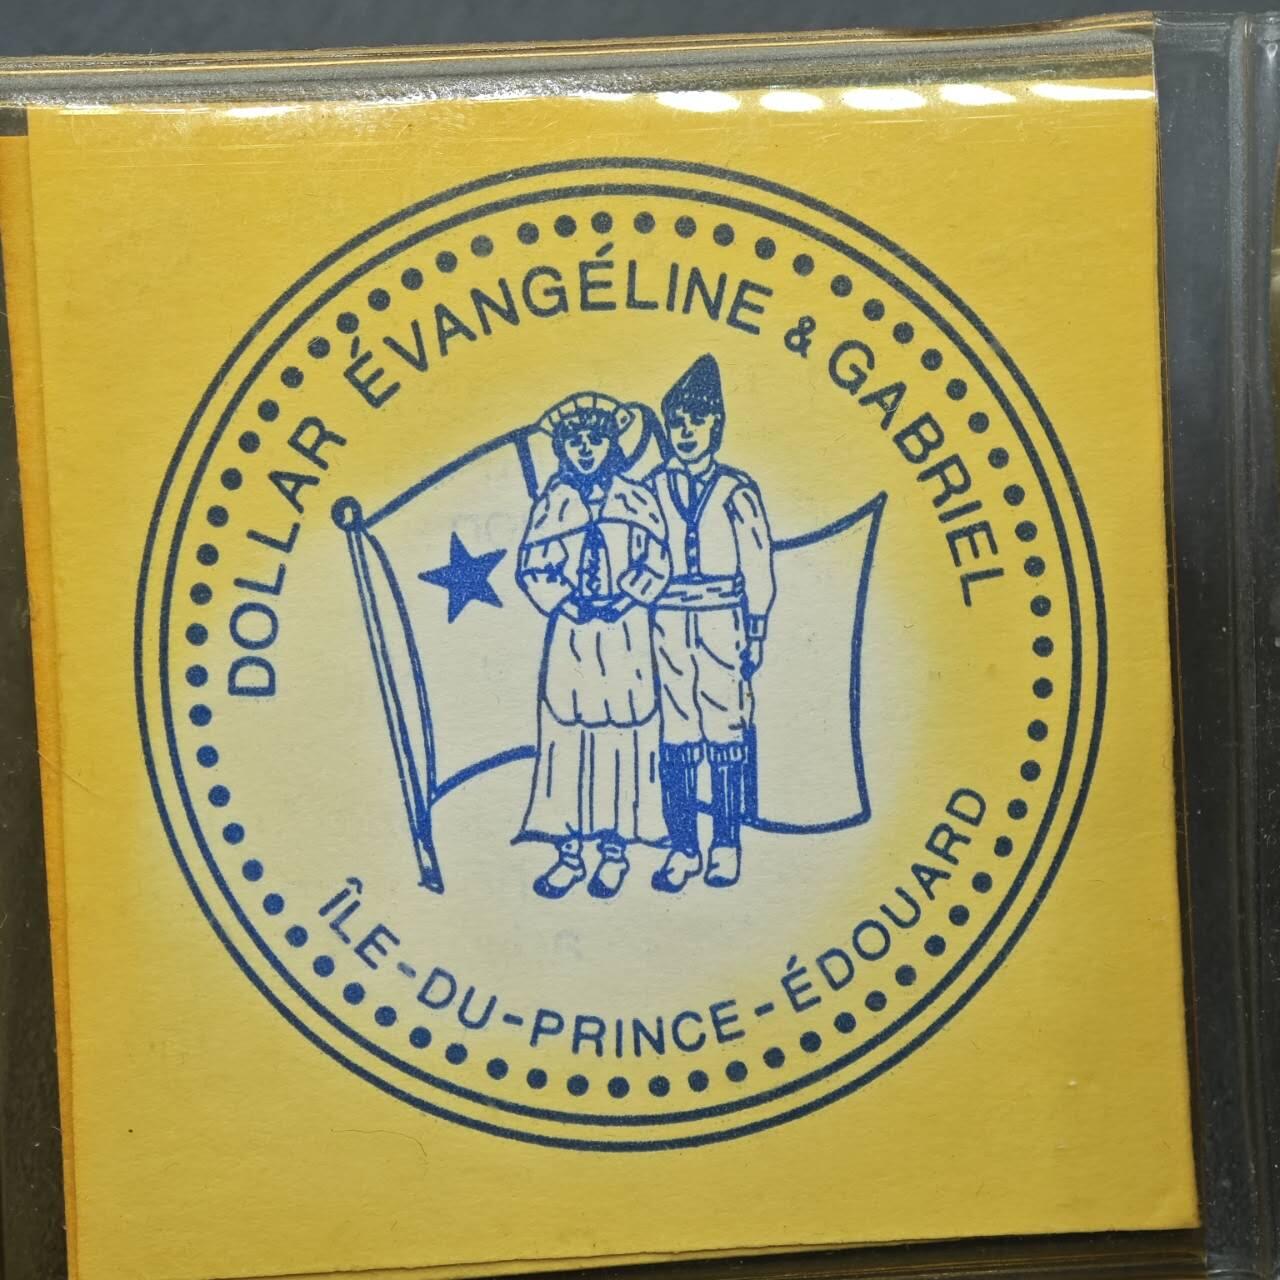 DOLLAR ÉVANGÉLINE & GABRIEL
ÎLE-DU-PRINCE-ÉDOUARD